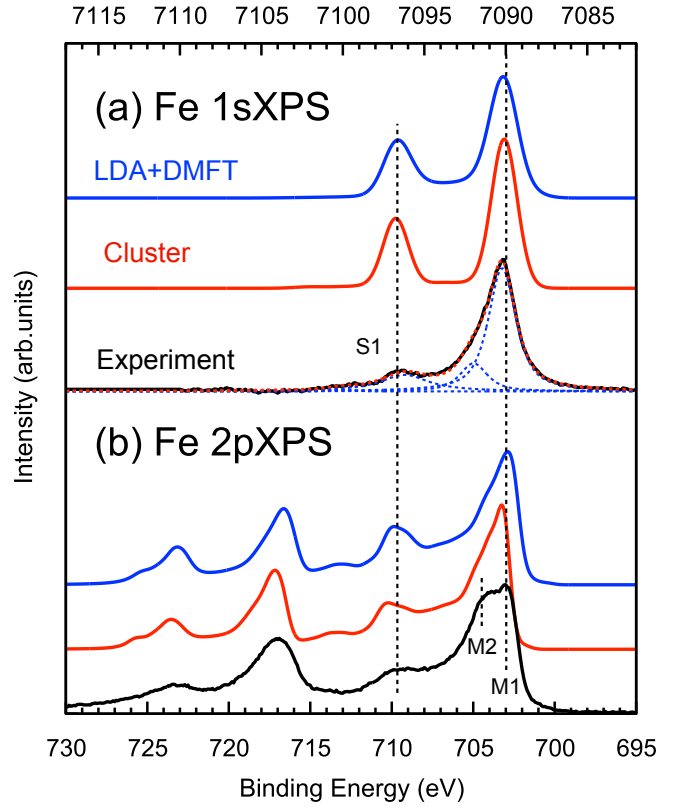 7115 7110 7105 7100 7095 7090 7085
(a) Fe 1sXPS
LDA+DMFT
Cluster
S1
Experiment
(b) Fe 2pXPS
M2
M1
Intensity (arb.units)
730 725 720 715 710 705 700 695
Binding Energy (eV)